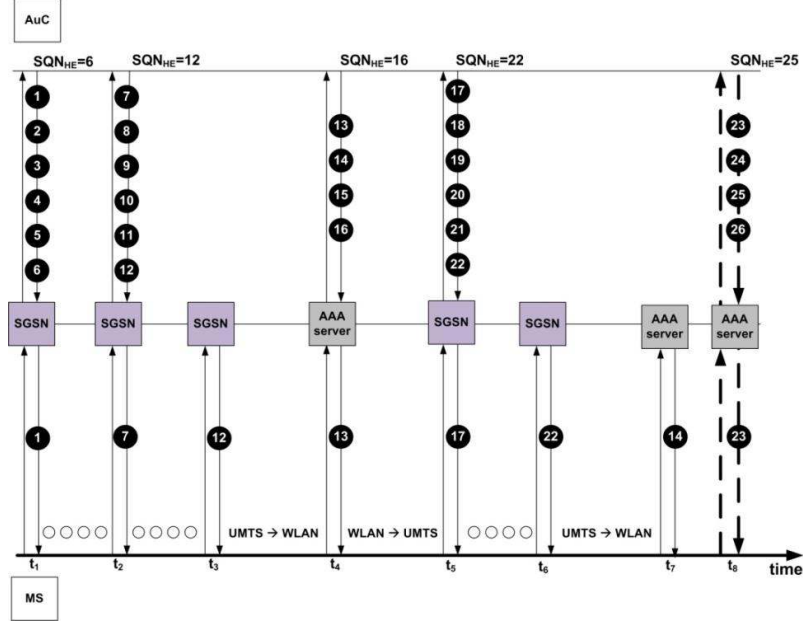 AuC
SQNHE=6
SQNHE=12
SQNHE=16
SQNHE=22
SQNHE=25
1
7
17
2
8
13
18
23
3
9
14
19
24
4
10
15
20
25
5
11
16
21
26
6
12
22
SGSN
SGSN
SGSN
AAA
server
SGSN
SGSN
AAA
server
AAA
server
1
7
12
13
17
22
14
23
UMTS → WLAN
WLAN → UMTS
UMTS → WLAN
t1
t2
t3
t4
t5
t6
t7
t8
time
MS